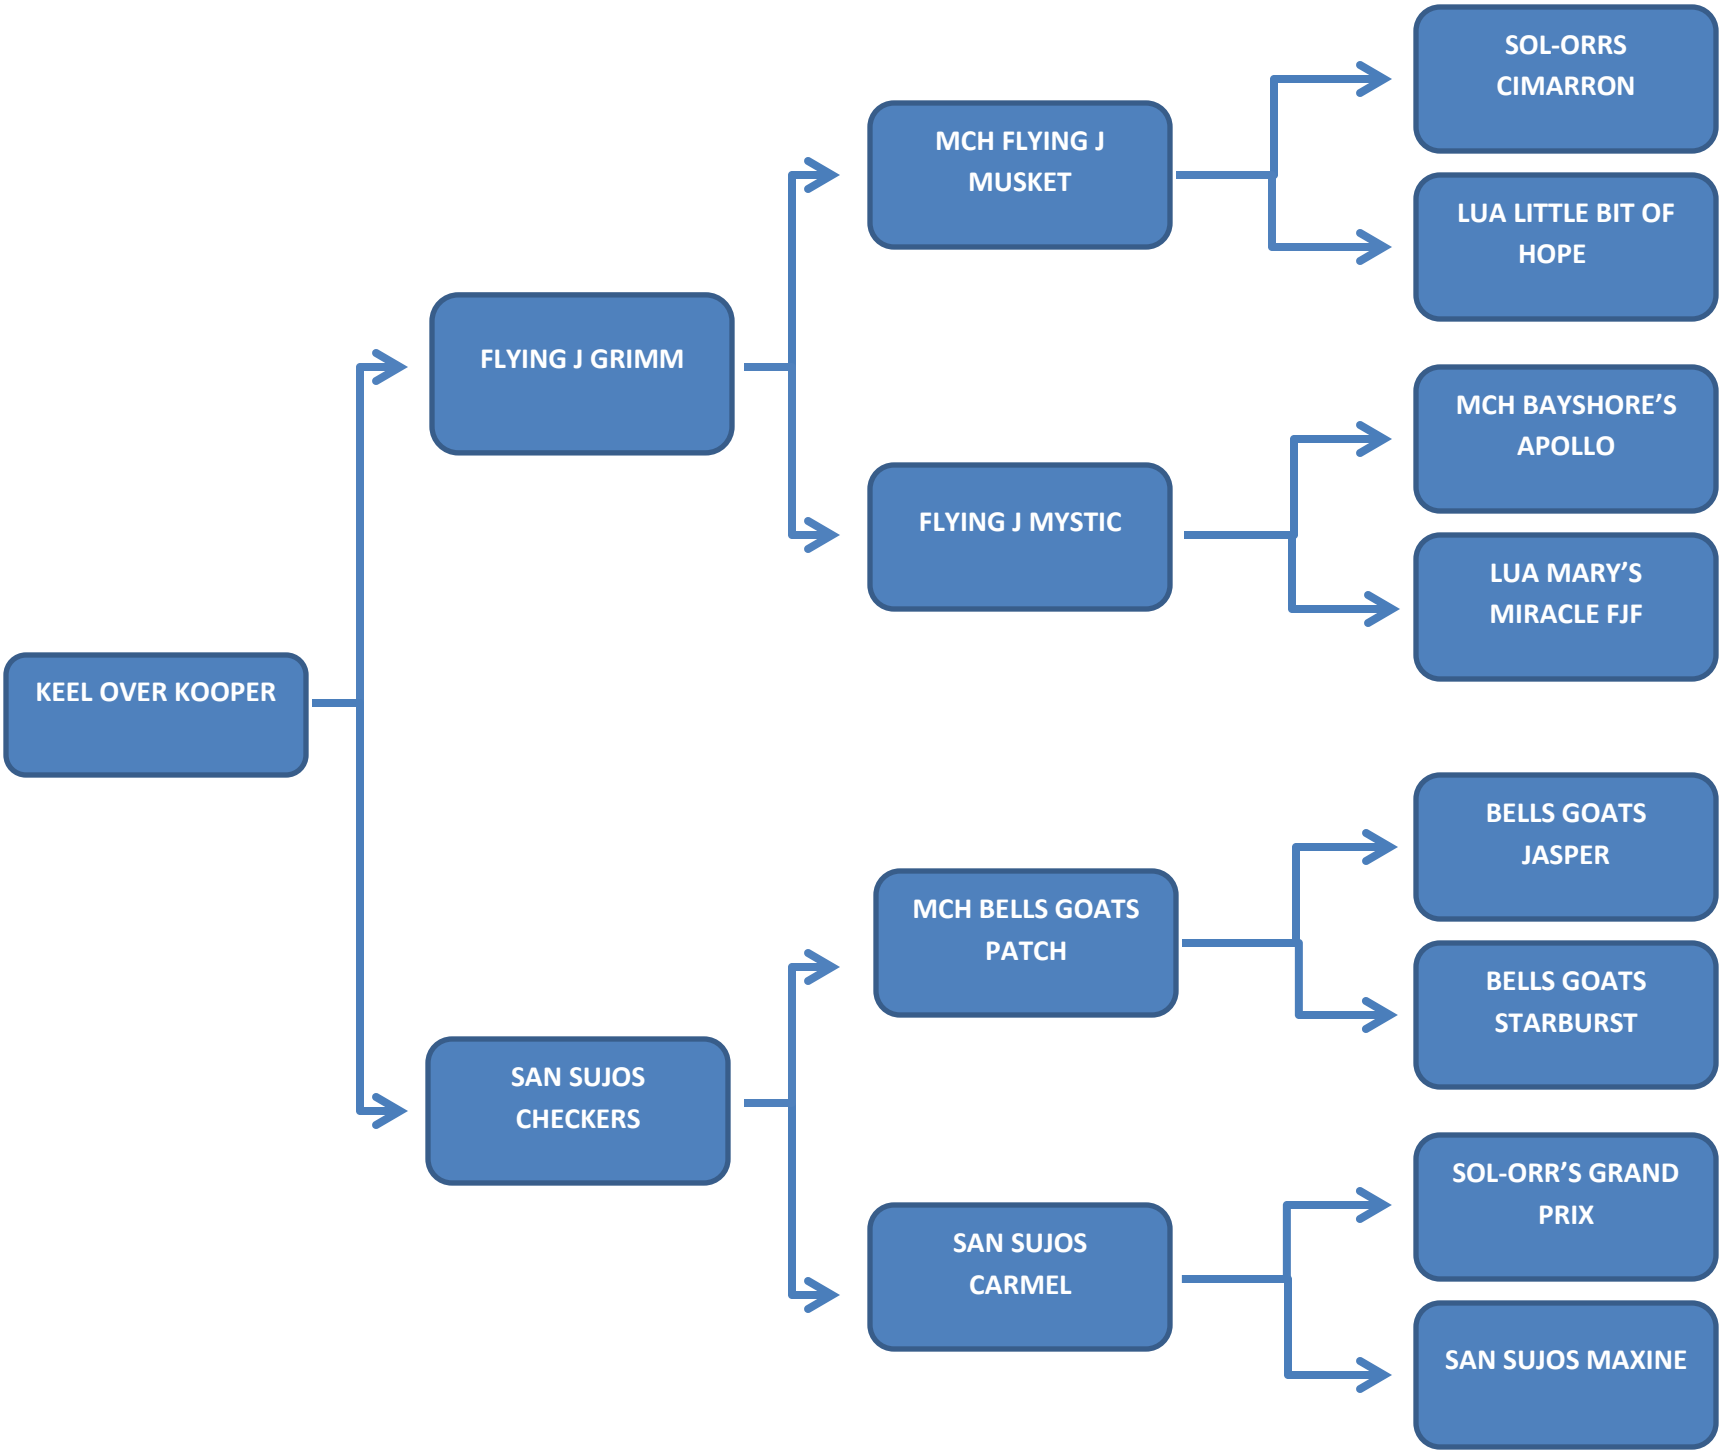 SOL-ORRS
CIMARRON
MCH FLYING J
MUSKET
LUA LITTLE BIT OF
HOPE
FLYING J GRIMM
MCH BAYSHORE’S
APOLLO
FLYING J MYSTIC
LUA MARY’S
MIRACLE FJF
KEEL OVER KOOPER
BELLS GOATS
JASPER
MCH BELLS GOATS
PATCH
BELLS GOATS
STARBURST
SAN SUJOS
CHECKERS
SOL-ORR’S GRAND
PRIX
SAN SUJOS
CARMEL
SAN SUJOS MAXINE